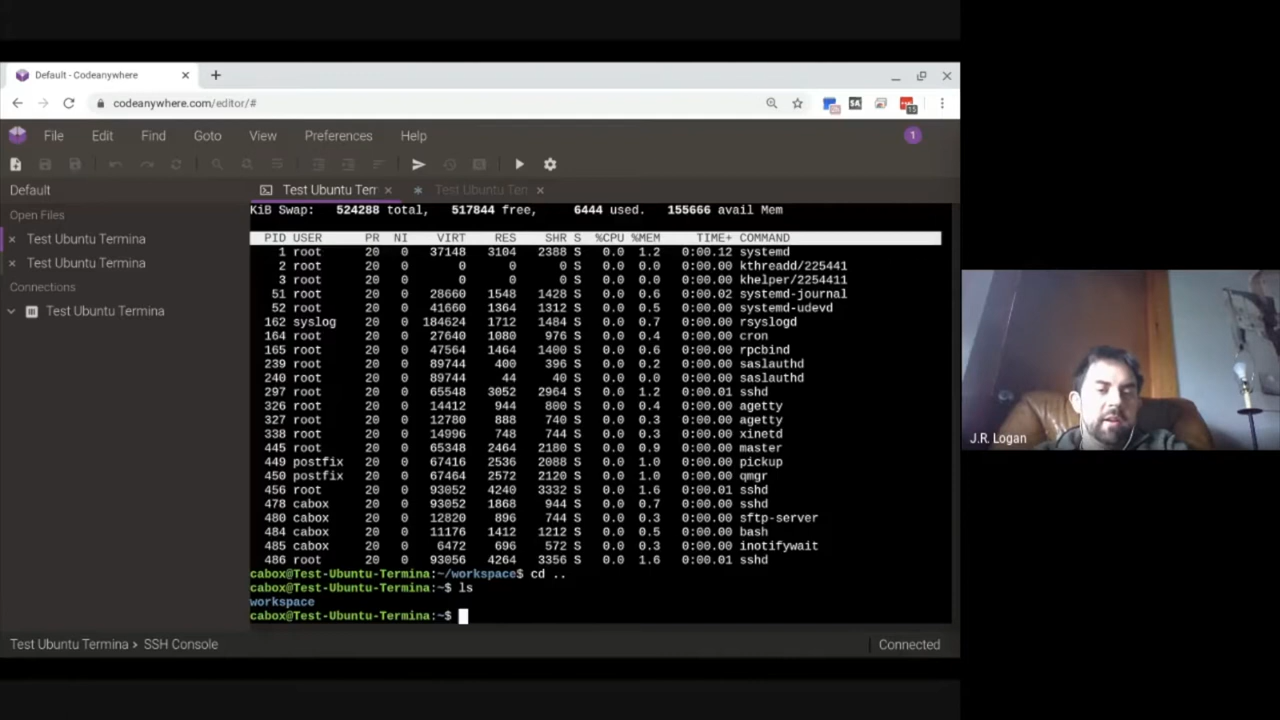 Default - Codeanywhere
codeanywhere.com/editor/#
15
File Edit Find Goto View Preferences Help
1
Default
Test Ubuntu Terr
Test Ubuntu Terr
Open Files
KiB Swap: 524288 total, 517844 free, 6444 used. 155666 avail Mem
Test Ubuntu Termina
Test Ubuntu Termina
Connections
Test Ubuntu Termina
PID USER PR NI VIRT RES SHR S %CPU %MEM TIME+ COMMAND
1 root 20 0 37148 3104 2388 S 0.0 1.2 0:00.12 systemd
2 root 20 0 0 0 0 S 0.0 0.0 0:00.00 kthreadd/225441
3 root 20 0 0 0 0 S 0.0 0.0 0:00.00 khelper/2254411
51 root 20 0 28660 1548 1428 S 0.0 0.6 0:00.02 systemd-journal
52 root 20 0 41660 1364 1312 S 0.0 0.5 0:00.00 systemd-udevd
162 syslog 20 0 184624 1712 1484 S 0.0 0.7 0:00.00 rsyslogd
164 root 20 0 27640 1080 976 S 0.0 0.4 0:00.00 cron
165 root 20 0 47564 1464 1400 S 0.0 0.6 0:00.00 rpcbind
239 root 20 0 89744 400 396 S 0.0 0.2 0:00.00 saslauthd
240 root 20 0 89744 44 40 S 0.0 0.0 0:00.00 saslauthd
297 root 20 0 65548 3052 2964 S 0.0 1.2 0:00.01 sshd
326 root 20 0 14412 944 800 S 0.0 0.4 0:00.00 agetty
327 root 20 0 12780 888 740 S 0.0 0.3 0:00.00 agetty
338 root 20 0 14996 748 744 S 0.0 0.3 0:00.00 xinetd
445 root 20 0 65348 2464 2180 S 0.0 0.9 0:00.00 master
449 postfix 20 0 67416 2536 2088 S 0.0 1.0 0:00.00 pickup
450 postfix 20 0 67464 2572 2120 S 0.0 1.0 0:00.00 qmgr
456 root 20 0 93052 4240 3332 S 0.0 1.6 0:00.01 sshd
478 cabox 20 0 93052 1868 944 S 0.0 0.7 0:00.00 sshd
480 cabox 20 0 12820 896 744 S 0.0 0.3 0:00.00 sftp-server
484 cabox 20 0 11176 1412 1212 S 0.0 0.5 0:00.00 bash
485 cabox 20 0 6472 696 572 S 0.0 0.3 0:00.00 inotifywait
486 root 20 0 93056 4264 3356 S 0.0 1.6 0:00.01 sshd
cabox@Test-Ubuntu-Termina:~/workspace$ cd ..
cabox@Test-Ubuntu-Termina:~$ ls
workspace
cabox@Test-Ubuntu-Termina:~$
Test Ubuntu Termina › SSH Console
Connected
J.R. Logan